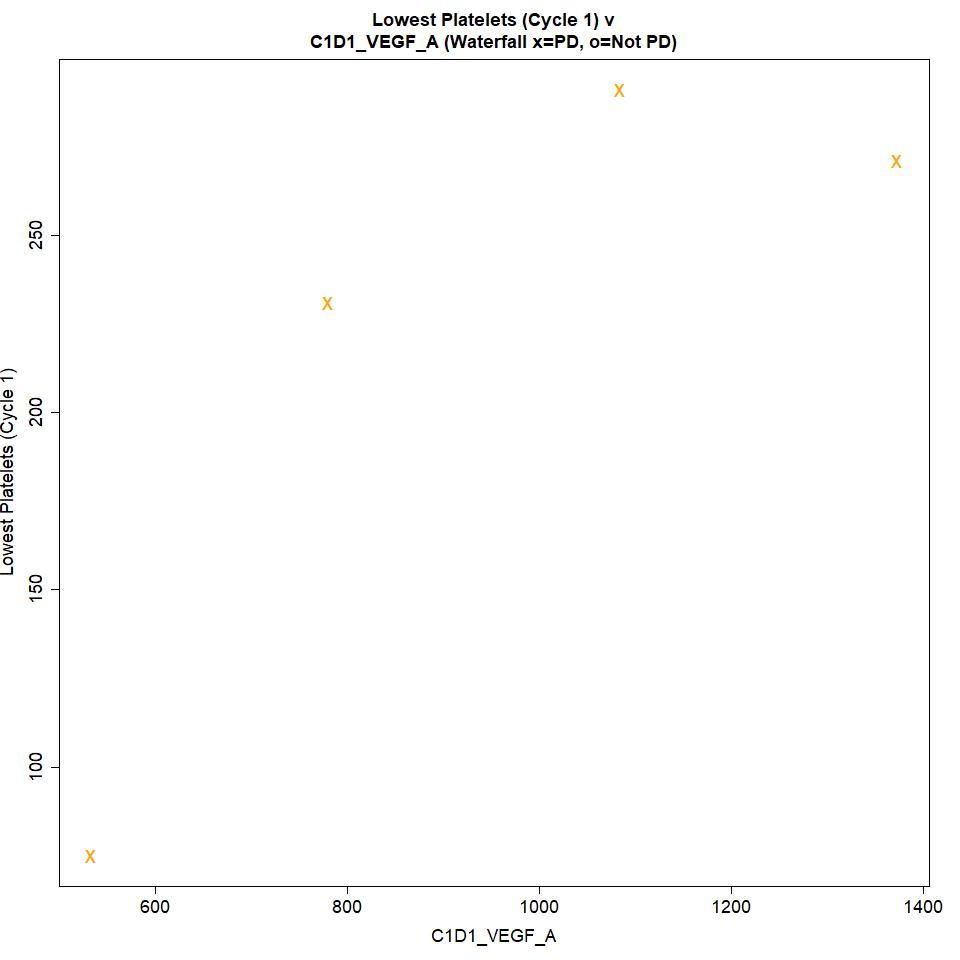 Lowest Platelets (Cycle 1) v
C1D1_VEGF_A (Waterfall x=PD, o=Not PD)
X
X
250
X
Lowest Platelets (Cycle 1)
200
150
100
X
600 800 1000 1200 1400
C1D1_VEGF_A